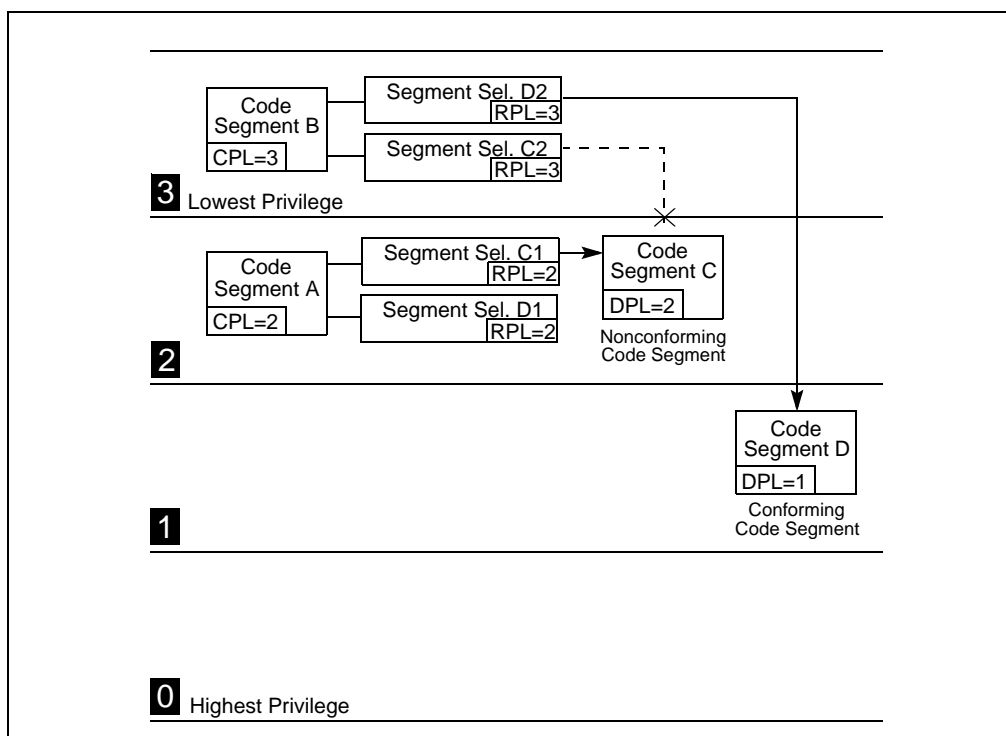 Code
Segment B
CPL=3
Segment Sel. D2
RPL=3
Segment Sel. C2
RPL=3
3 Lowest Privilege
Code
Segment A
CPL=2
Segment Sel. C1
RPL=2
Segment Sel. D1
RPL=2
Code
Segment C
DPL=2
Nonconforming
Code Segment
2
Code
Segment D
DPL=1
Conforming
Code Segment
1
0 Highest Privilege